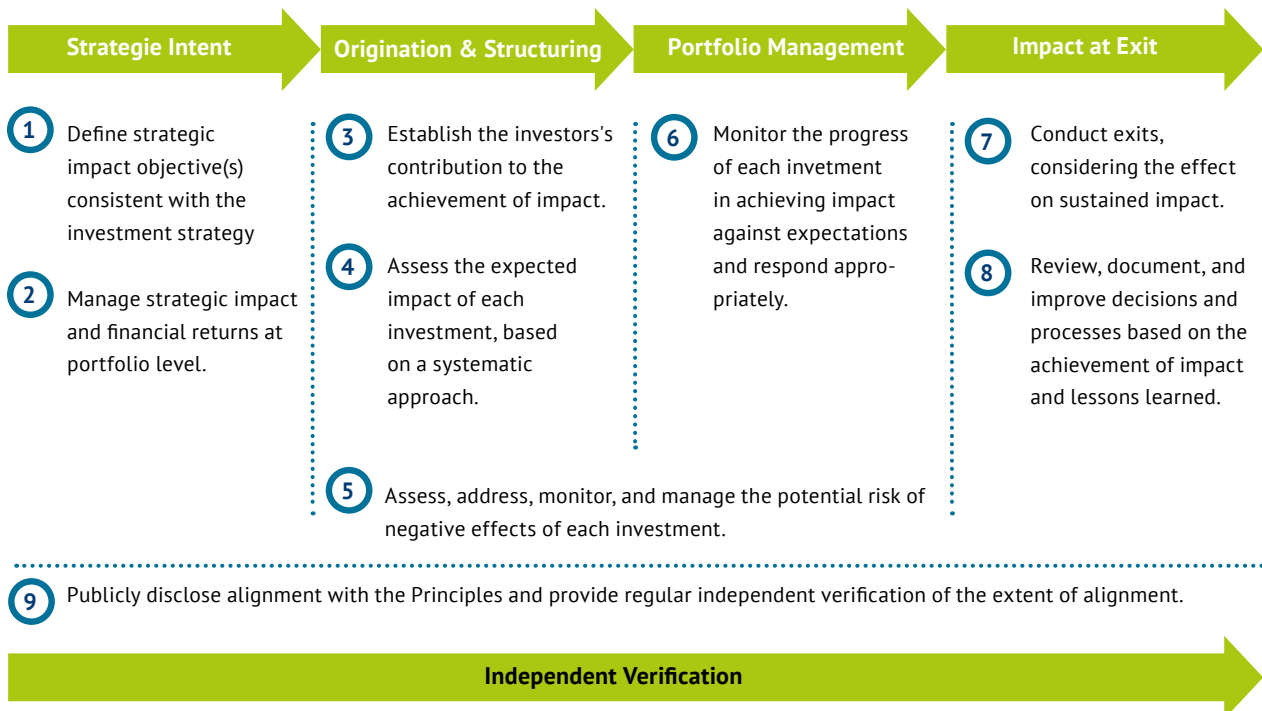 Strategie Intent
Origination & Structuring
Portfolio Management
Impact at Exit
1
Define strategic
impact objective(s)
consistent with the
investment strategy
2
Manage strategic impact
and financial returns at
portfolio level.
3
Establish the investors's
contribution to the
achievement of impact.
4
Assess the expected
impact of each
investment, based
on a systematic
approach.
6
Monitor the progress
of each invetment
in achieving impact
against expectations
and respond appro-
priately.
7
Conduct exits,
considering the effect
on sustained impact.
8
Review, document, and
improve decisions and
processes based on the
achievement of impact
and lessons learned.
5
Assess, address, monitor, and manage the potential risk of
negative effects of each investment.
9
Publicly disclose alignment with the Principles and provide regular independent verification of the extent of alignment.
Independent Verification